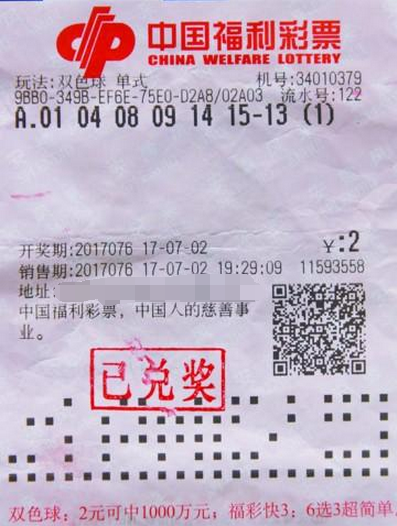 中国福利彩票
CHINA WELFARE LOTTERY
玩法:双色球 单式 机号:34010379
9BB0-349B-EF6E-75E0-D2A8/02A03 流水号:122
A.01 04 08 09 14 15-13 (1)
开奖期:2017076 17-07-02 ￥:2
销售期:2017076 17-07-02 19:29:09 11593558
地址:
中国福利彩票，中国人的慈善事
业。
已兑奖
双色球：2元可中1000万元；福彩快3：6选3超简单